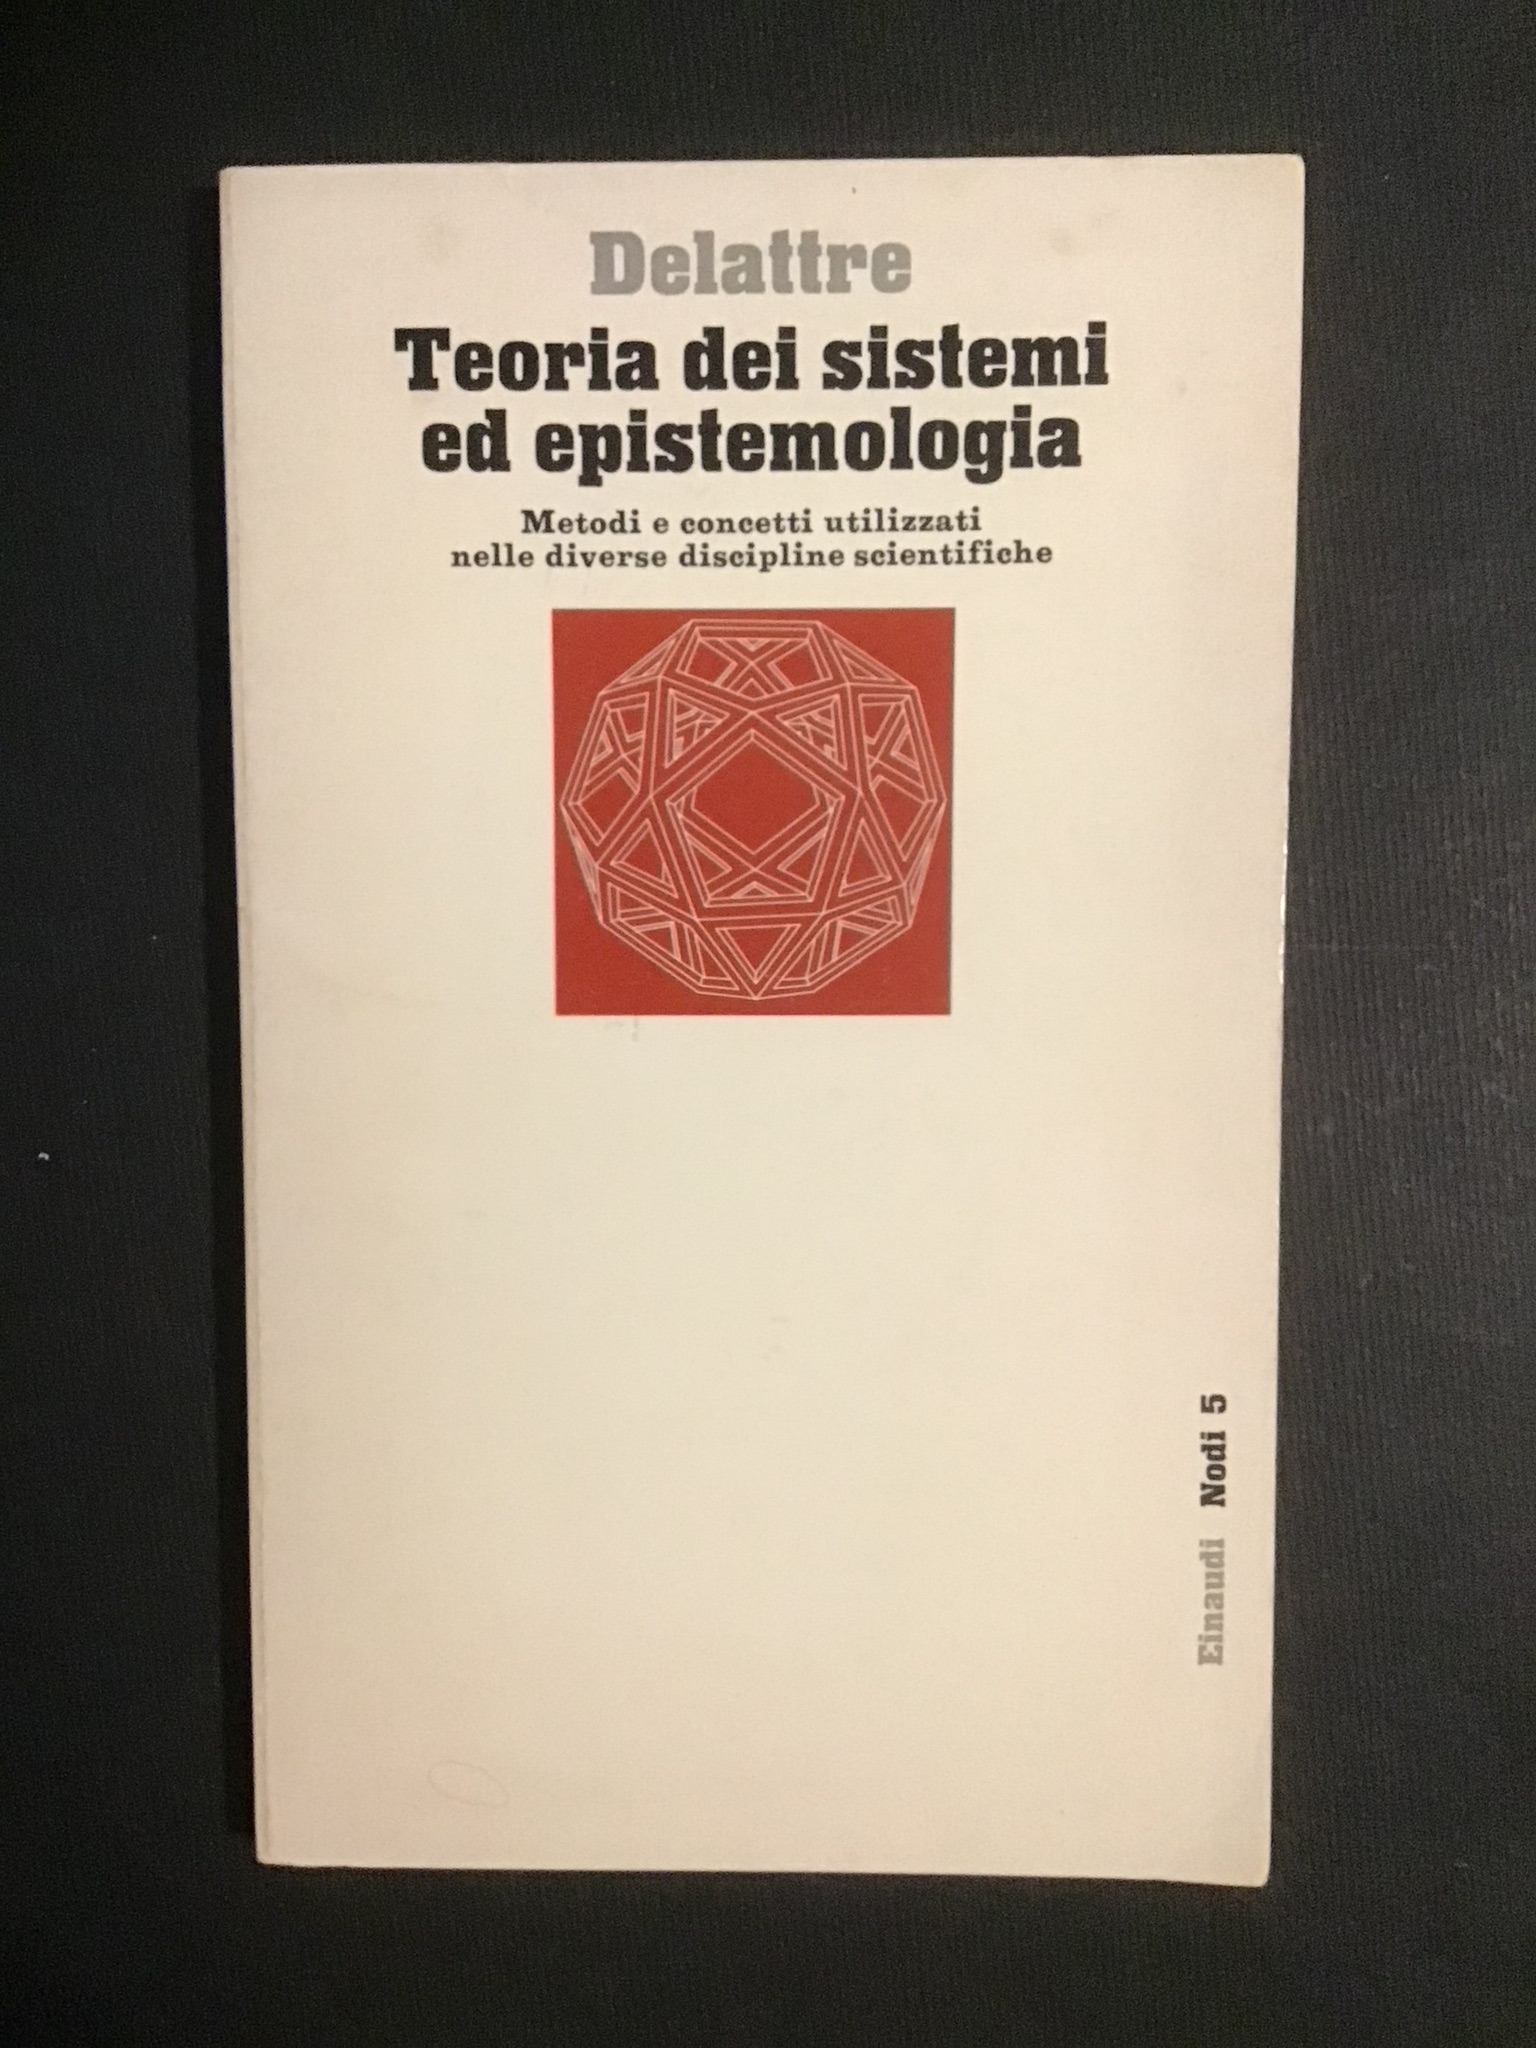 Delattre
Teoria dei sistemi
ed epistemologia
Metodi e concetti utilizzati
nelle diverse discipline scientifiche
Einaudi Nodi 5